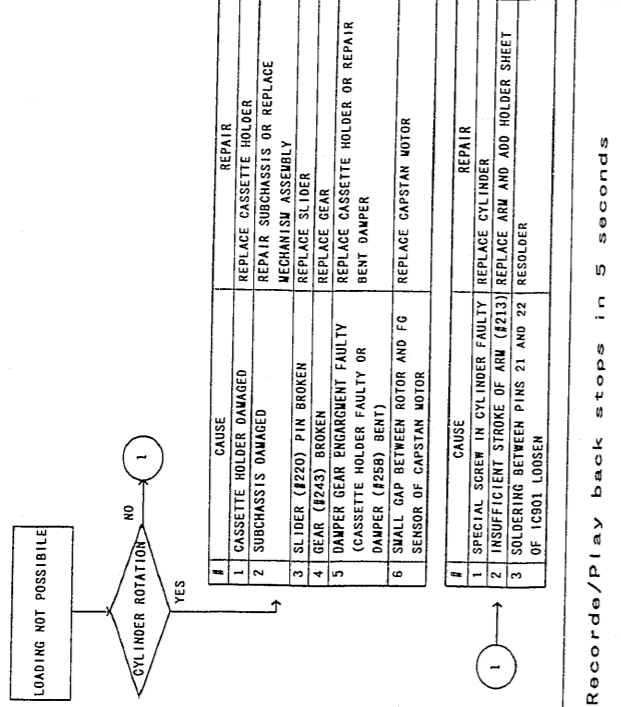 LOADING NOT POSSIBILE
CYLINDER ROTATION
NO
1
YES
# CAUSE REPAIR
1 CASSETTE HOLDER DAMAGED REPLACE CASSETTE HOLDER
2 SUBCHASSIS DAMAGED REPAIR SUBCHASSIS OR REPLACE
MECHANISM ASSEMBLY
3 SLIDER (#220) PIN BROKEN REPLACE SLIDER
4 GEAR (#243) BROKEN REPLACE GEAR
5 DAMPER GEAR ENGARGMENT FAULTY REPLACE CASSETTE HOLDER OR REPAIR
(CASSETTE HOLDER FAULTY OR BENT DAMPER
DAMPER (#258) BENT)
6 SMALL GAP BETWEEN ROTOR AND FG REPLACE CAPSTAN MOTOR
SENSOR OF CAPSTAN MOTOR
1
# CAUSE REPAIR
1 SPECIAL SCREW IN CYLINDER FAULTY REPLACE CYLINDER
2 INSUFFICIENT STROKE OF ARM (#213) REPLACE ARM AND ADD HOLDER SHEET
3 SOLDERING BETWEEN PINS 21 AND 22 RESOLDER
OF IC901 LOOSEN
Recorde/Play back stops in 5 seconds